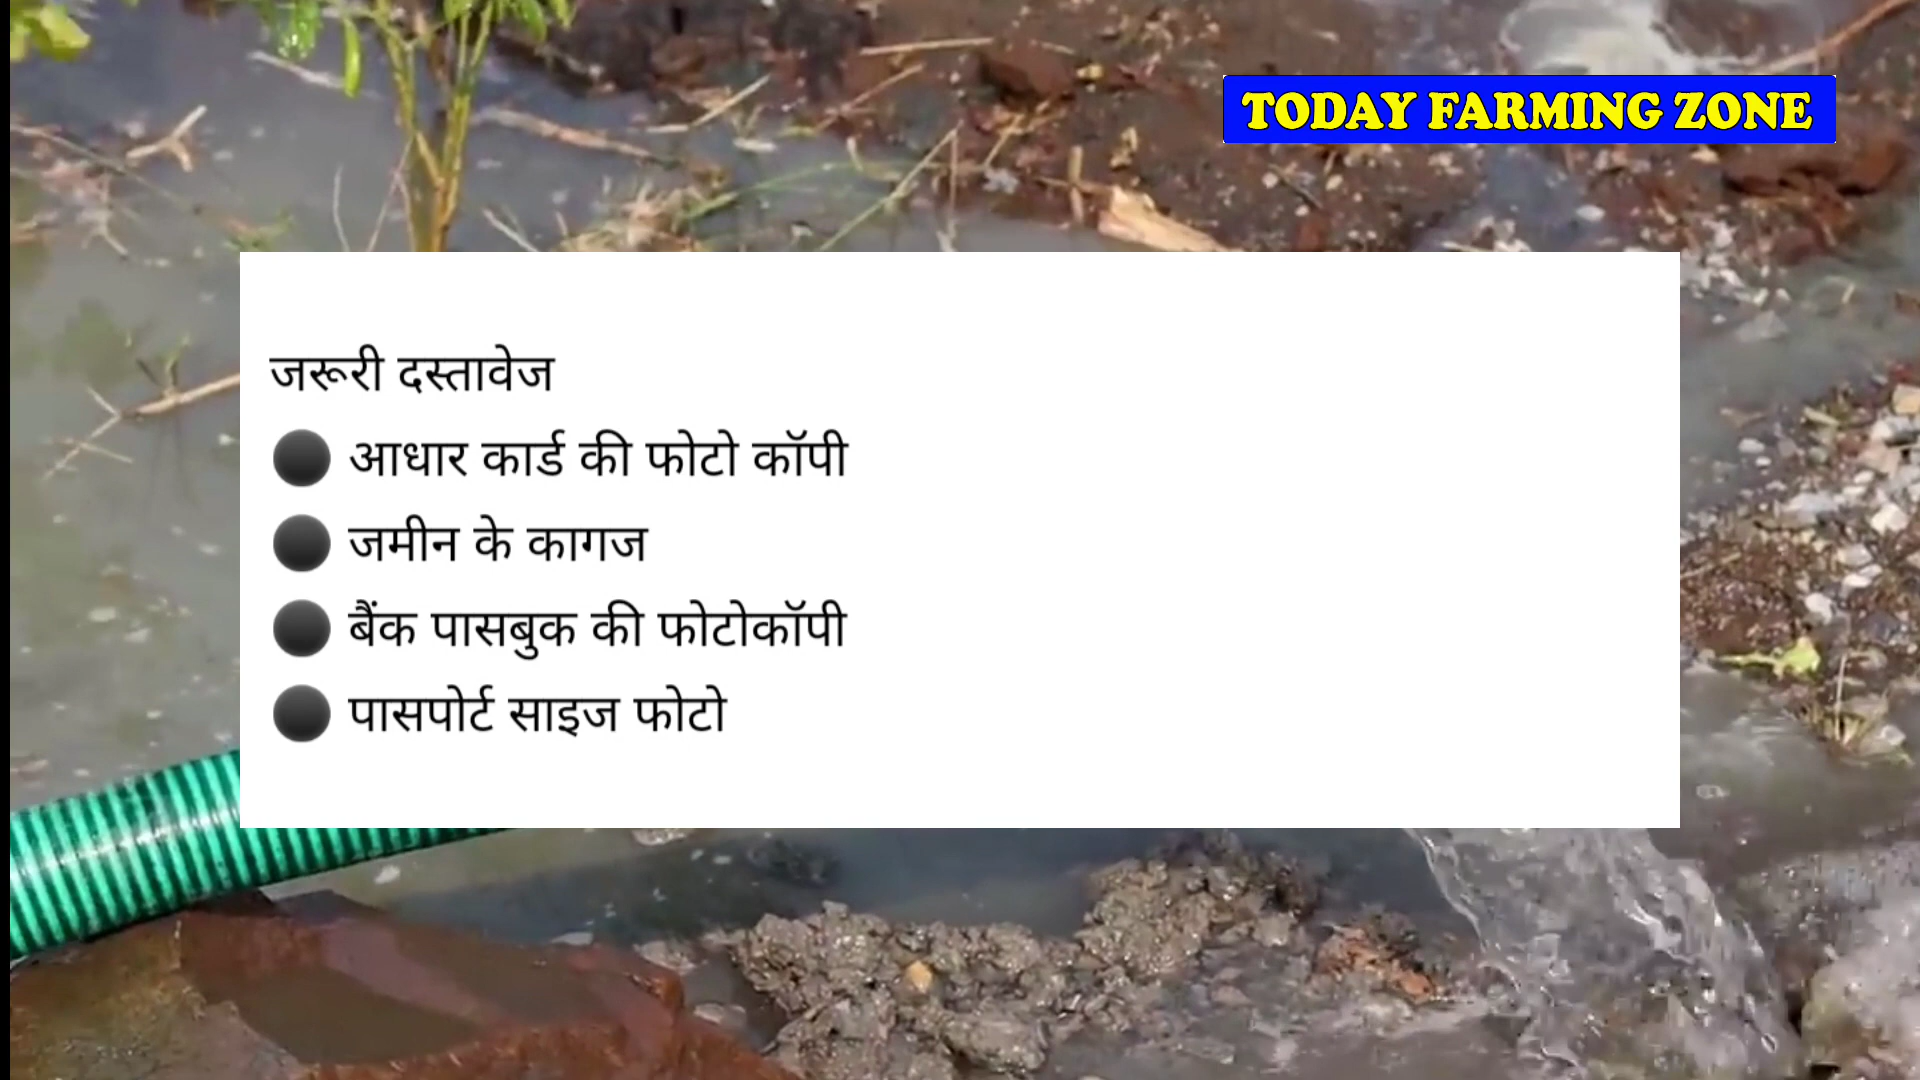 TODAY FARMING ZONE
जरूरी दस्तावेज
⚫ आधार कार्ड की फोटो कॉपी
⚫ जमीन के कागज
⚫ बैंक पासबुक की फोटोकॉपी
⚫ पासपोर्ट साइज फोटो